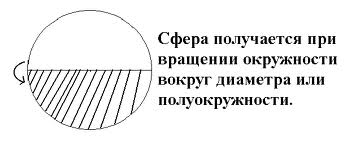 Сфера получается при
вращении окружности
вокруг диаметра или
полуокружности.